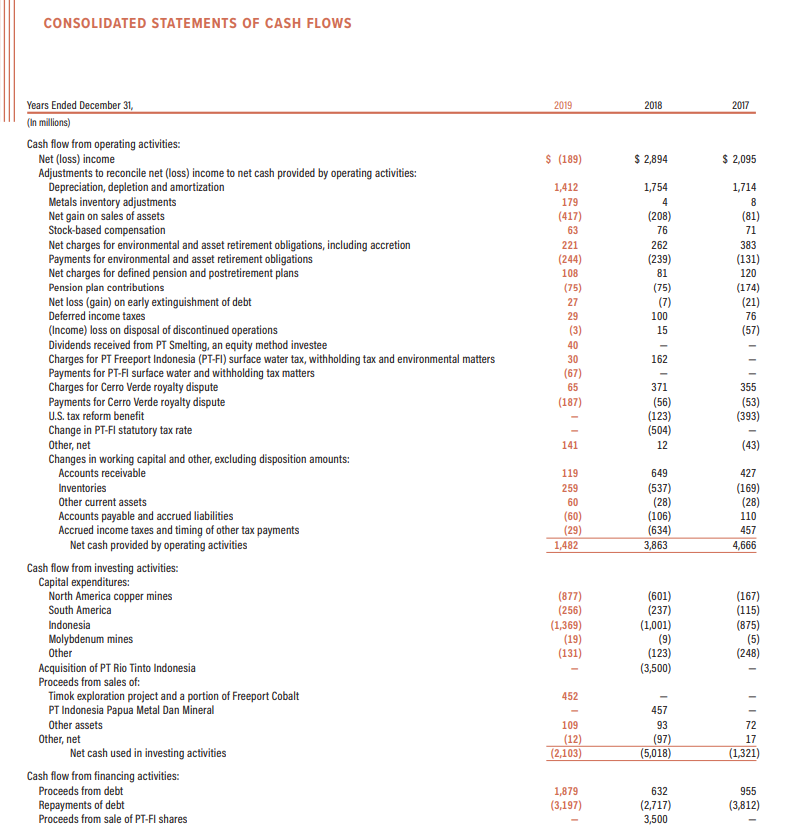 CONSOLIDATED STATEMENTS OF CASH FLOWS
Years Ended December 31, 2019 2018 2017
(In millions)
Cash flow from operating activities:
Net (loss) income $ (189) $ 2,894 $ 2,095
Adjustments to reconcile net (loss) income to net cash provided by operating activities:
Depreciation, depletion and amortization 1,412 1,754 1,714
Metals inventory adjustments 179 4 8
Net gain on sales of assets (417) (208) (81)
Stock-based compensation 63 76 71
Net charges for environmental and asset retirement obligations, including accretion 221 262 383
Payments for environmental and asset retirement obligations (244) (239) (131)
Net charges for defined pension and postretirement plans 108 81 120
Pension plan contributions (75) (75) (174)
Net loss (gain) on early extinguishment of debt 27 (7) (21)
Deferred income taxes 29 100 76
(Income) loss on disposal of discontinued operations (3) 15 (57)
Dividends received from PT Smelting, an equity method investee 40 — —
Charges for PT Freeport Indonesia (PT-FI) surface water tax, withholding tax and environmental matters 30 162 —
Payments for PT-FI surface water and withholding tax matters (67) — —
Charges for Cerro Verde royalty dispute 65 371 355
Payments for Cerro Verde royalty dispute (187) (56) (53)
U.S. tax reform benefit — (123) (393)
Change in PT-FI statutory tax rate — (504) —
Other, net 141 12 (43)
Changes in working capital and other, excluding disposition amounts:
Accounts receivable 119 649 427
Inventories 259 (537) (169)
Other current assets 60 (28) (28)
Accounts payable and accrued liabilities (60) (106) 110
Accrued income taxes and timing of other tax payments (29) (634) 457
Net cash provided by operating activities 1,482 3,863 4,666
Cash flow from investing activities:
Capital expenditures:
North America copper mines (877) (601) (167)
South America (256) (237) (115)
Indonesia (1,369) (1,001) (875)
Molybdenum mines (19) (9) (5)
Other (131) (123) (248)
Acquisition of PT Rio Tinto Indonesia — (3,500) —
Proceeds from sales of:
Timok exploration project and a portion of Freeport Cobalt 452 — —
PT Indonesia Papua Metal Dan Mineral — 457 —
Other assets 109 93 72
Other, net (12) (97) 17
Net cash used in investing activities (2,103) (5,018) (1,321)
Cash flow from financing activities:
Proceeds from debt 1,879 632 955
Repayments of debt (3,197) (2,717) (3,812)
Proceeds from sale of PT-FI shares — 3,500 —